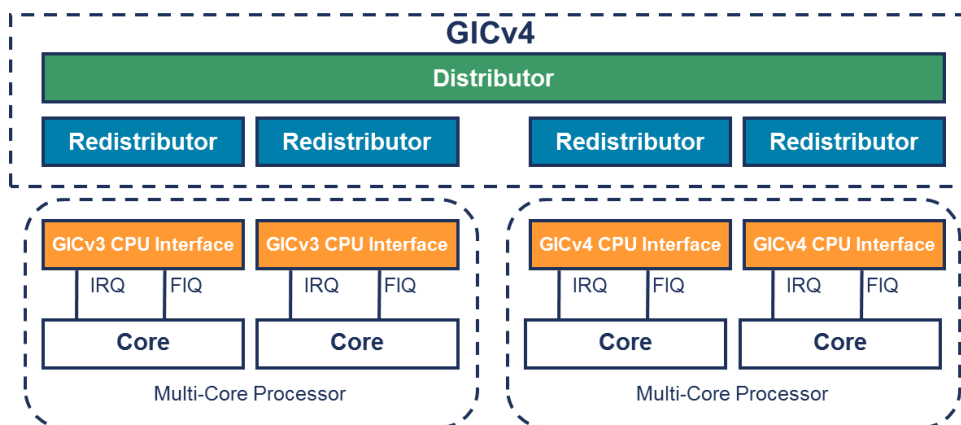 GICv4
Distributor
Redistributor
Redistributor
Redistributor
Redistributor
GICv3 CPU Interface
GICv3 CPU Interface
GICv4 CPU Interface
GICv4 CPU Interface
IRQ
FIQ
IRQ
FIQ
IRQ
FIQ
IRQ
FIQ
Core
Core
Core
Core
Multi-Core Processor
Multi-Core Processor